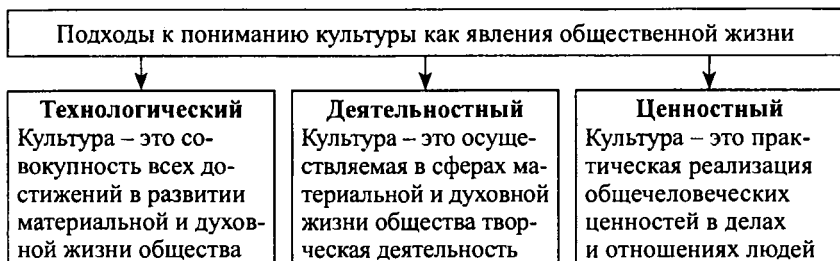 Подходы к пониманию культуры как явления общественной жизни
Технологический
Культура – это со-
вокупность всех до-
стижений в развитии
материальной и духов-
ной жизни общества
Деятельностный
Культура – это осуще-
ствляемая в сферах ма-
териальной и духовной
жизни общества твор-
ческая деятельность
Ценностный
Культура – это прак-
тическая реализация
общечеловеческих
ценностей в делах
и отношениях людей